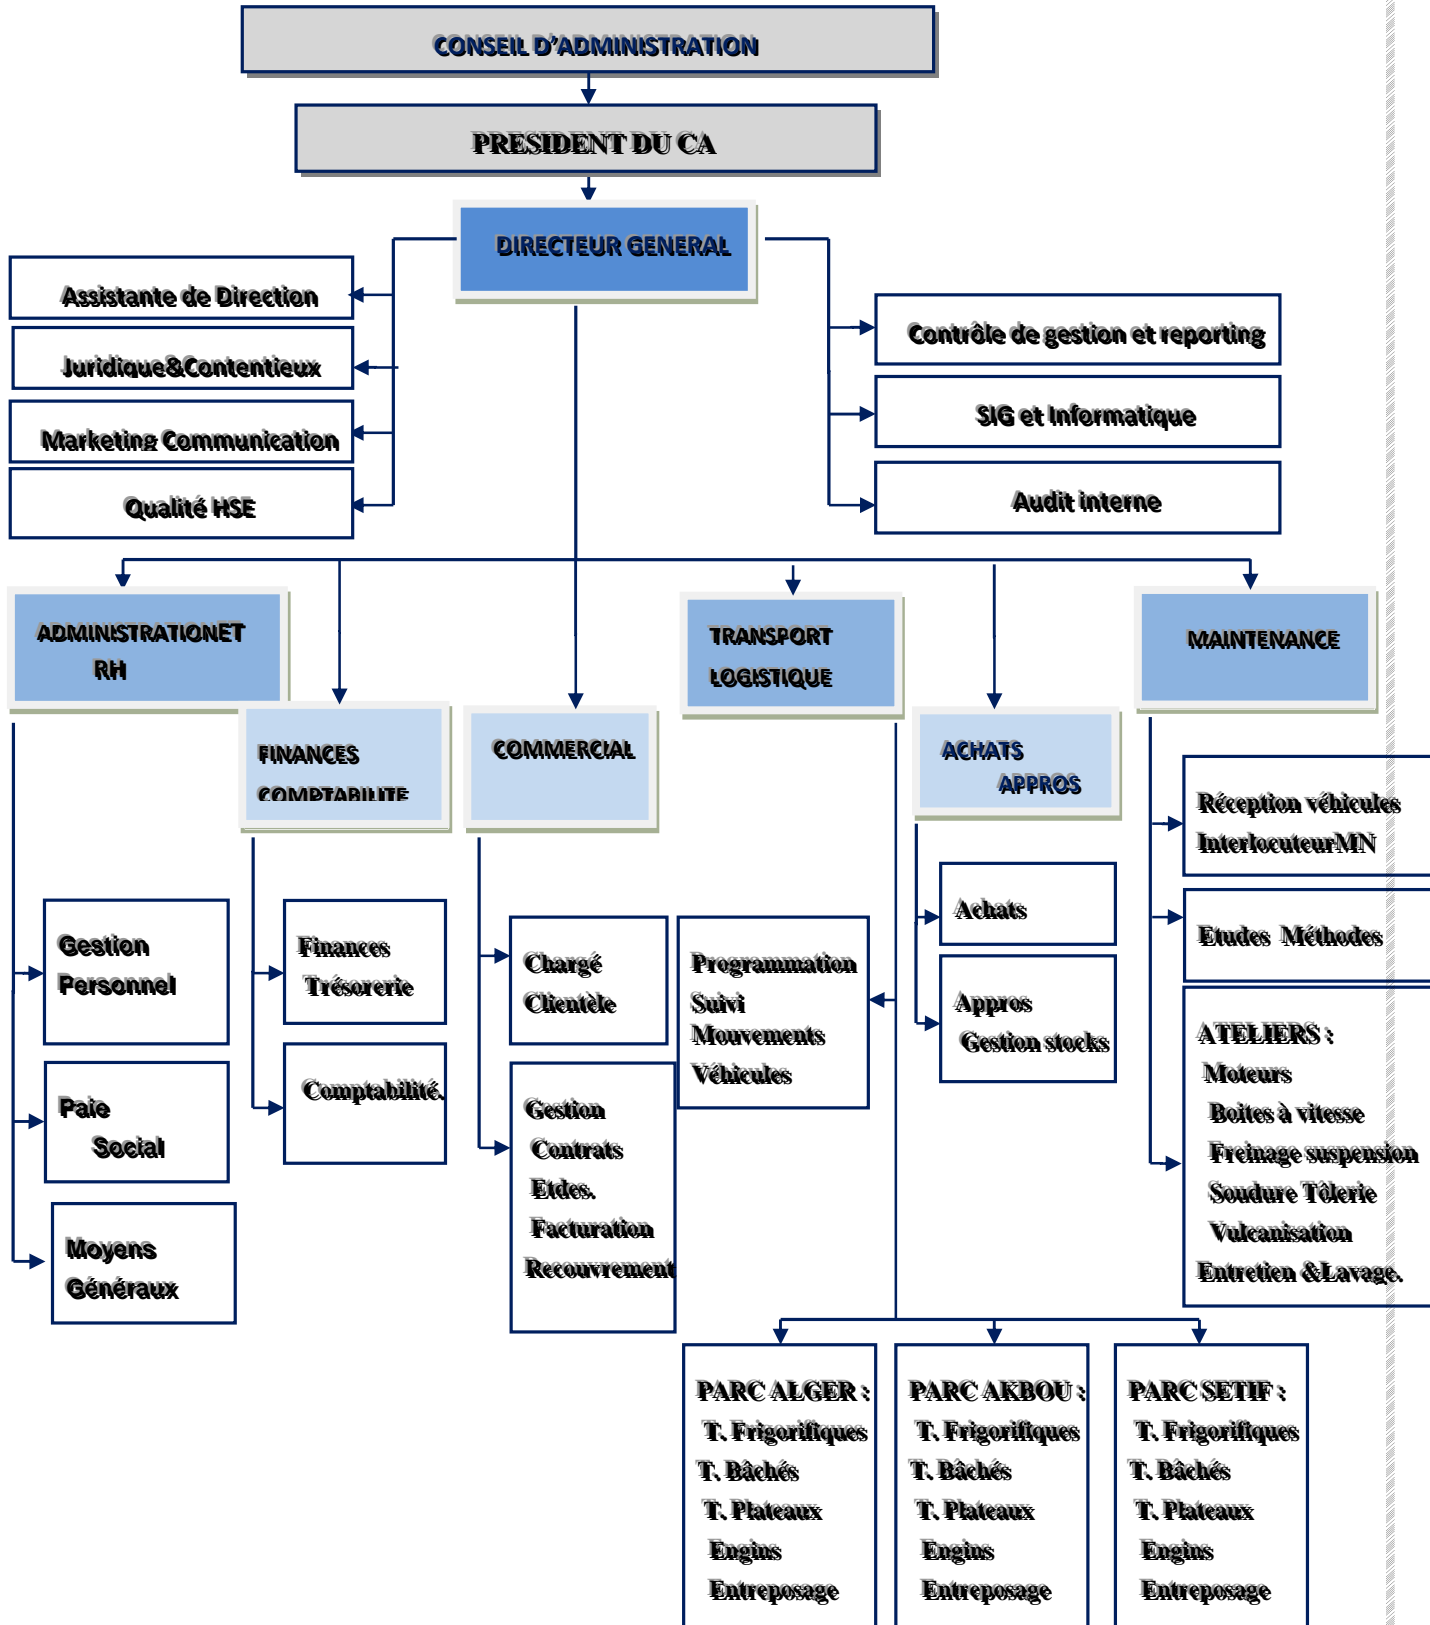 CONSEIL D’ADMINISTRATION
PRESIDENT DU CA
DIRECTEUR GENERAL
Assistante de Direction
Juridique&Contentieux
Marketing Communication
Qualité HSE
Contrôle de gestion et reporting
SIG et Informatique
Audit interne
ADMINISTRATIONET
RH
FINANCES
COMPTABILITE
COMMERCIAL
TRANSPORT
LOGISTIQUE
ACHATS
APPROS
MAINTENANCE
Gestion
Personnel
Paie
Social
Moyens
Généraux
Finances
Trésorerie
Comptabilité.
Chargé
Clientèle
Gestion
Contrats
Etdes.
Facturation
Recouvrement
Programmation
Suivi
Mouvements
Véhicules
Achats
Appros
Gestion stocks
Réception véhicules
InterlocuteurMN
Etudes Méthodes
ATELIERS :
Moteurs
Boites à vitesse
Freinage suspension
Soudure Tôlerie
Vulcanisation
Entretien &Lavage.
PARC ALGER :
T. Frigorifiques
T. Bâchés
T. Plateaux
Engins
Entreposage
PARC AKBOU :
T. Frigorifiques
T. Bâchés
T. Plateaux
Engins
Entreposage
PARC SETIF :
T. Frigorifiques
T. Bâchés
T. Plateaux
Engins
Entreposage